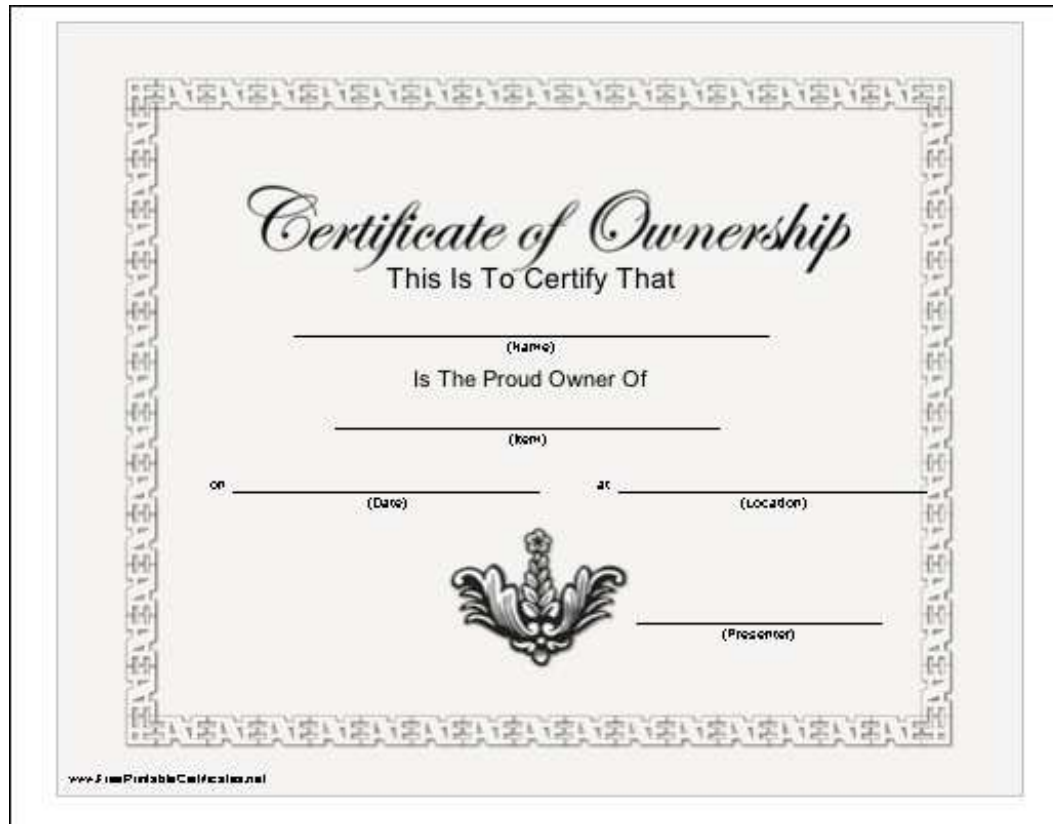 Certificate of Ownership
This Is To Certify That
(Name)
Is The Proud Owner Of
(Item)
on at
(Date) (Location)
(Presenter)
www.FreePrintableCertificates.net